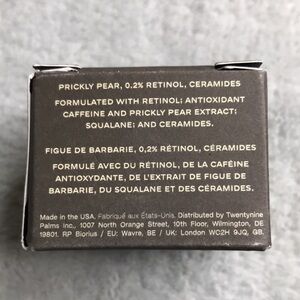 PRICKLY PEAR, 0.2% RETINOL, CERAMIDES
FORMULATED WITH RETINOL; ANTIOXIDANT
CAFFEINE AND PRICKLY PEAR EXTRACT;
SQUALANE; AND CERAMIDES.
FIGUE DE BARBARIE, 0,2% RÉTINOL, CÉRAMIDES
FORMULÉ AVEC DU RÉTINOL, DE LA CAFÉINE
ANTIOXYDANTE, DE L'EXTRAIT DE FIGUE DE
BARBARIE, DU SQUALANE ET DES CÉRAMIDES.
Made in the USA. Fabriqué aux États-Unis. Distributed by Twentynine
Palms Inc., 1007 North Orange Street, 10th Floor, Wilmington, DE
19801. RP Biorius / EU: Wavre, BE / UK: London WC2H 9JQ, GB.